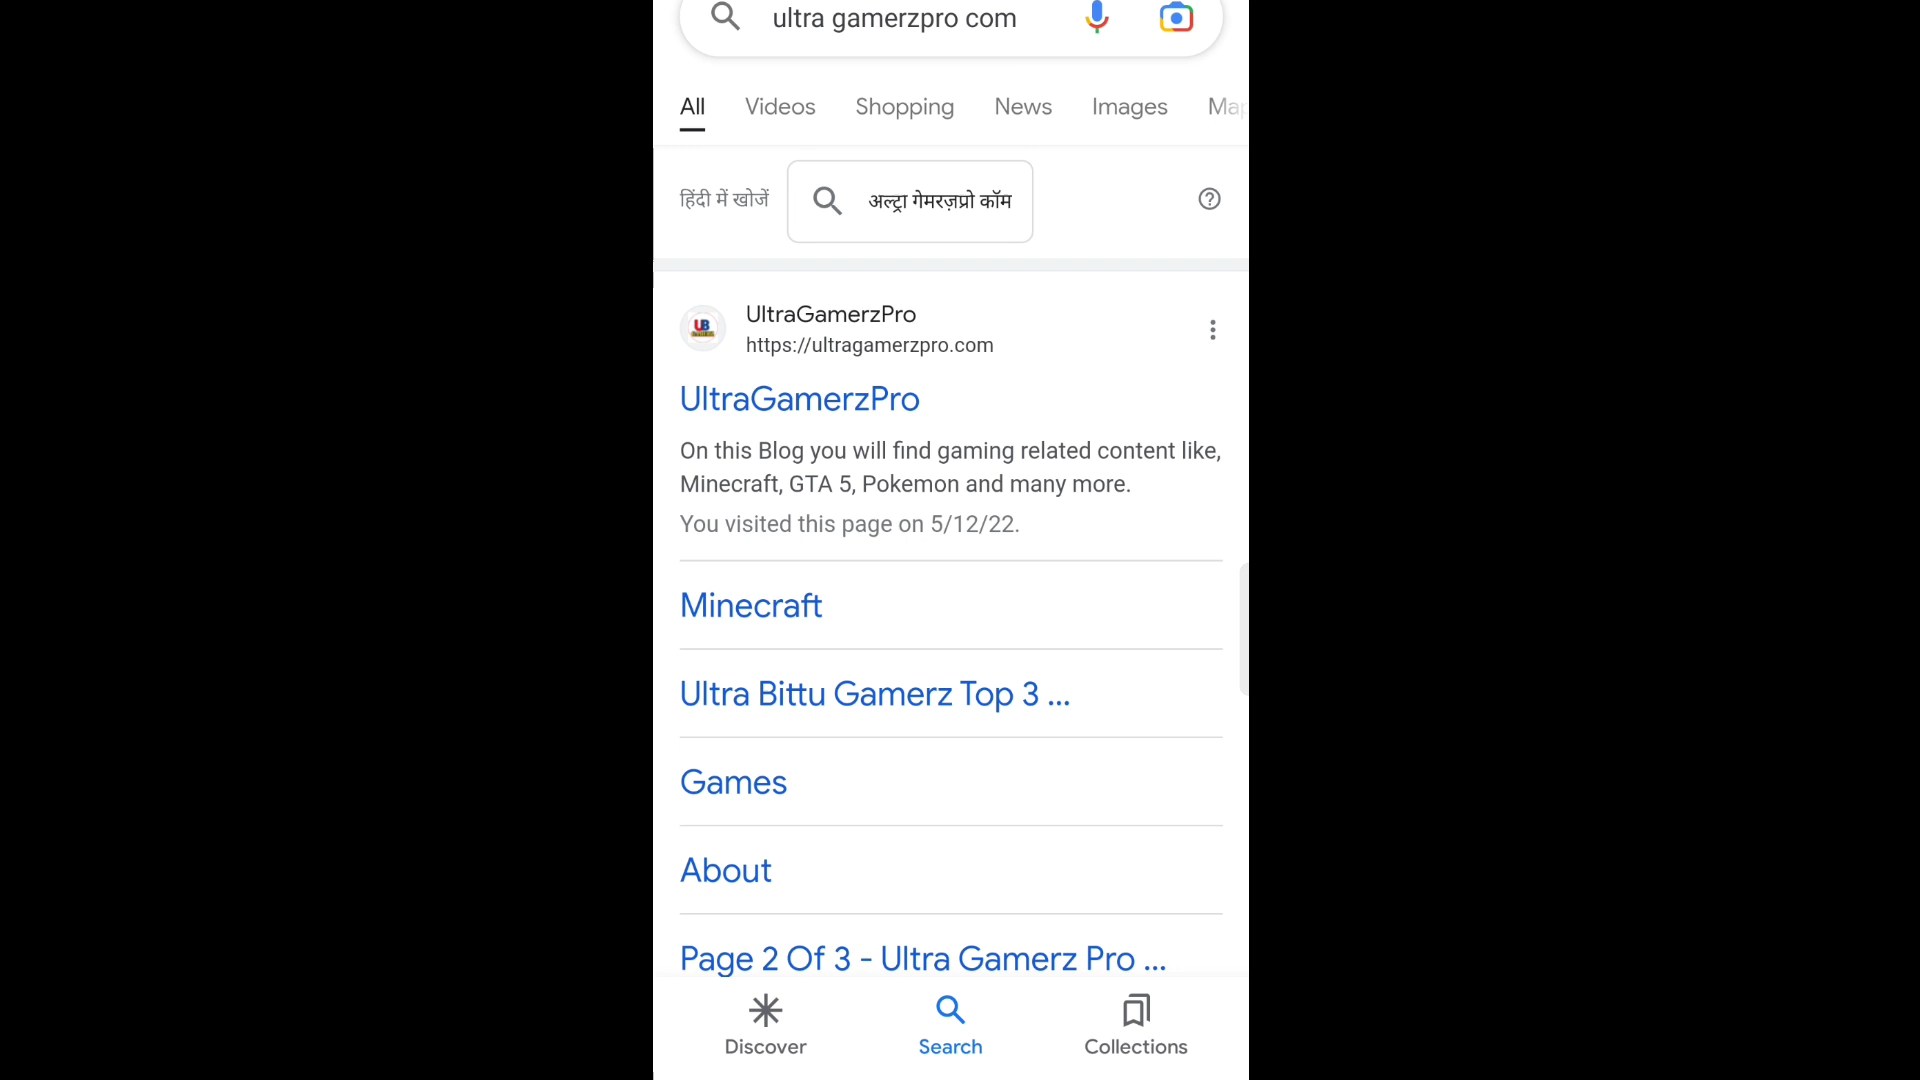 ultra gamerzpro com
All Videos Shopping News Images Map
हिंदी में खोजें अल्ट्रा गेमरज़प्रो कॉम
UB
UltraGamerzPro
https://ultragamerzpro.com
UltraGamerzPro
On this Blog you will find gaming related content like,
Minecraft, GTA 5, Pokemon and many more.
You visited this page on 5/12/22.
Minecraft
Ultra Bittu Gamerz Top 3 ...
Games
About
Page 2 Of 3 - Ultra Gamerz Pro ...
Discover Search Collections